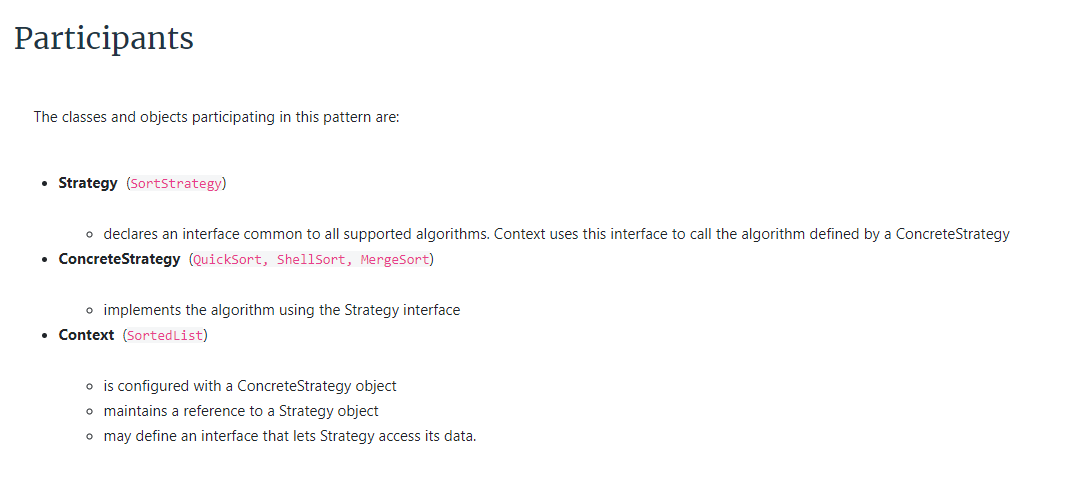 Participants
The classes and objects participating in this pattern are:
• Strategy (SortStrategy)
◦ declares an interface common to all supported algorithms. Context uses this interface to call the algorithm defined by a ConcreteStrategy
• ConcreteStrategy (QuickSort, ShellSort, MergeSort)
◦ implements the algorithm using the Strategy interface
• Context (SortedList)
◦ is configured with a ConcreteStrategy object
◦ maintains a reference to a Strategy object
◦ may define an interface that lets Strategy access its data.